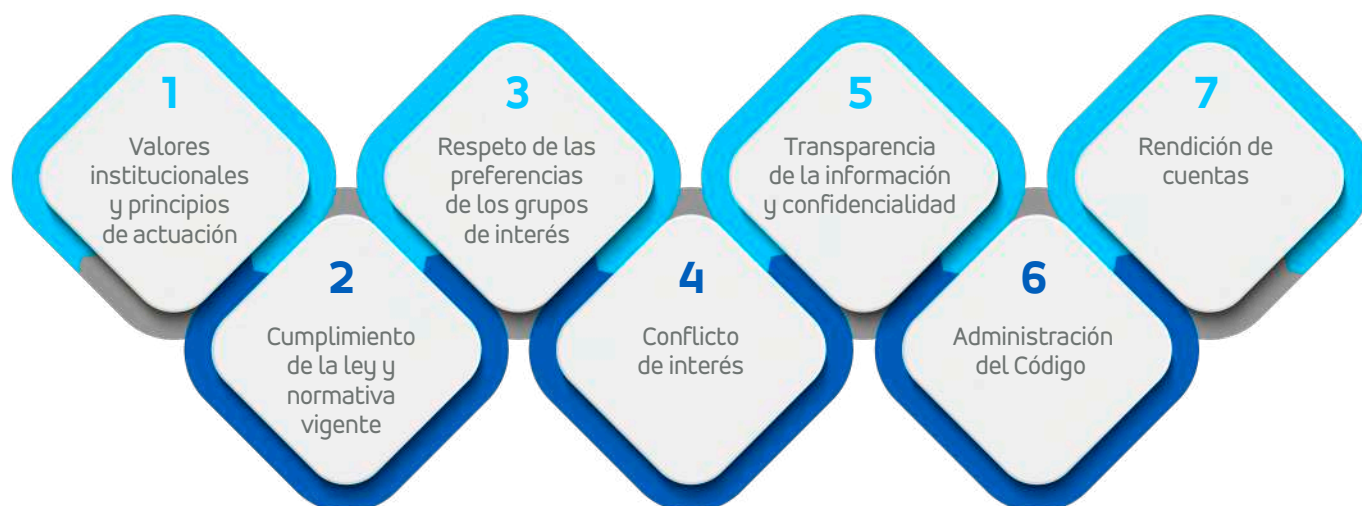 1
Valores
institucionales
y principios
de actuación
2
Cumplimiento
de la ley y
normativa
vigente
3
Respeto de las
preferencias
de los grupos
de interés
4
Conflicto
de interés
5
Transparencia
de la información
y confidencialidad
6
Administración
del Código
7
Rendición de
cuentas